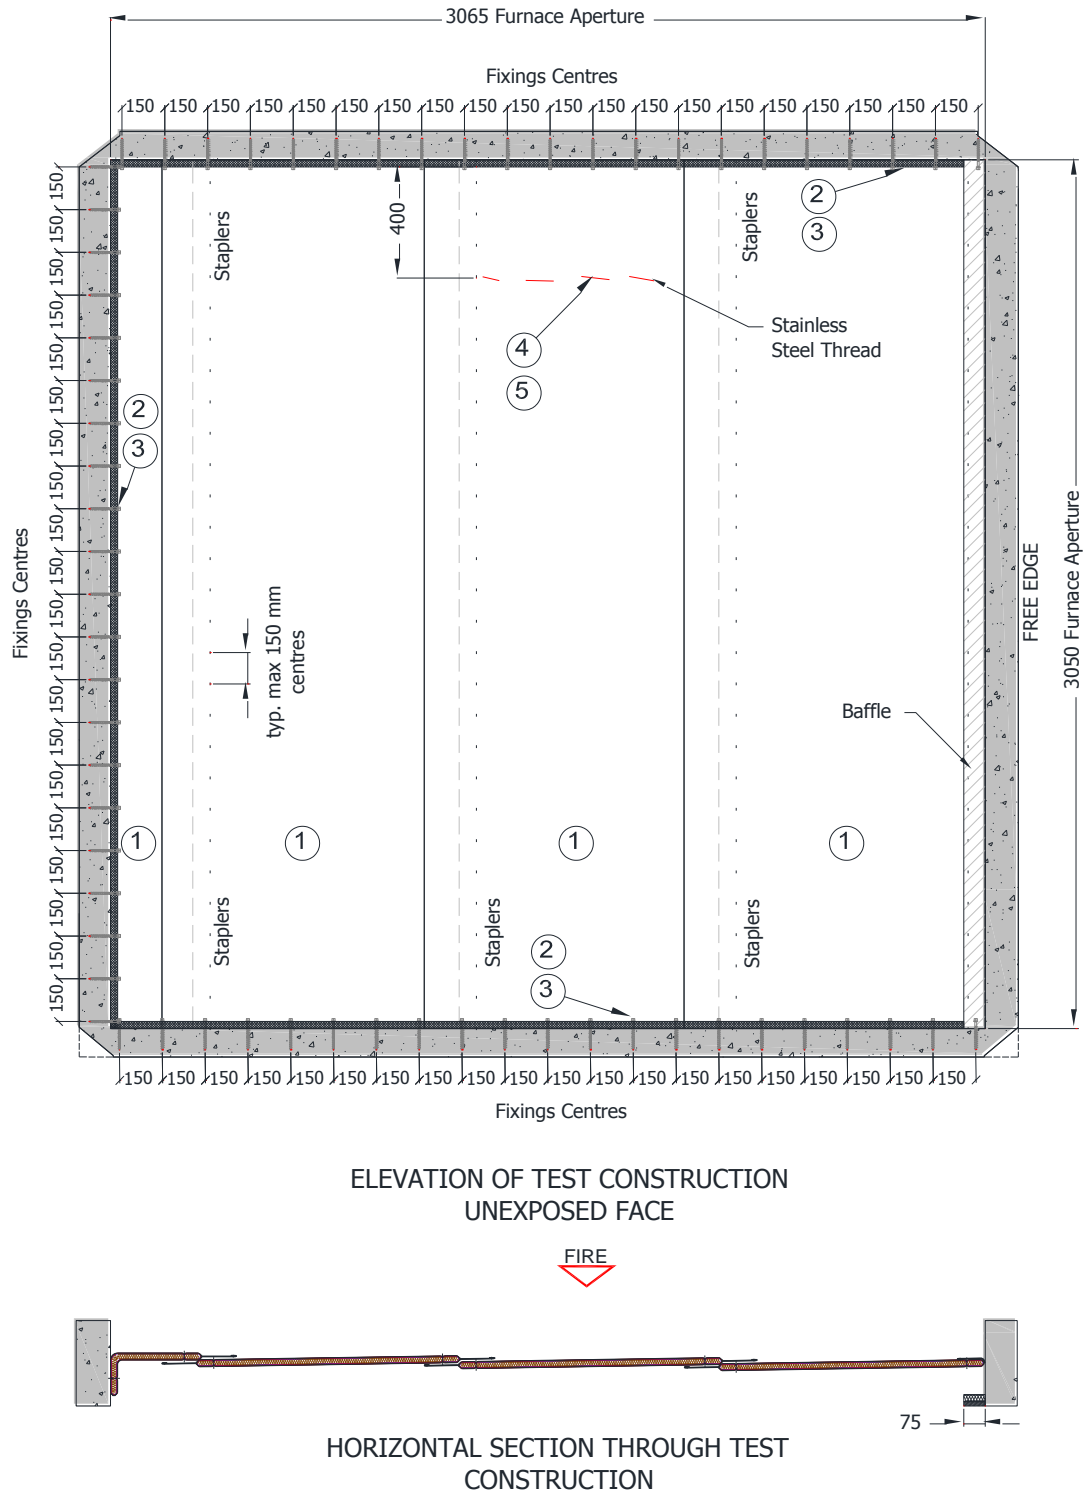 3065 Furnace Aperture
Fixings Centres
150 150 150 150 150 150 150 150 150 150 150 150 150 150 150 150 150 150 150 150
150 150 150 150 150 150 150 150 150 150 150 150 150 150 150 150 150 150 150 150
Fixings Centres
Staplers
400
Staplers
2
3
Stainless
Steel Thread
4
5
2
3
typ. max 150 mm
centres
FREE EDGE
3050 Furnace Aperture
Baffle
1
1
1
1
Staplers
Staplers
Staplers
2
3
150 150 150 150 150 150 150 150 150 150 150 150 150 150 150 150 150 150 150 150
Fixings Centres
ELEVATION OF TEST CONSTRUCTION
UNEXPOSED FACE
FIRE
75
HORIZONTAL SECTION THROUGH TEST
CONSTRUCTION